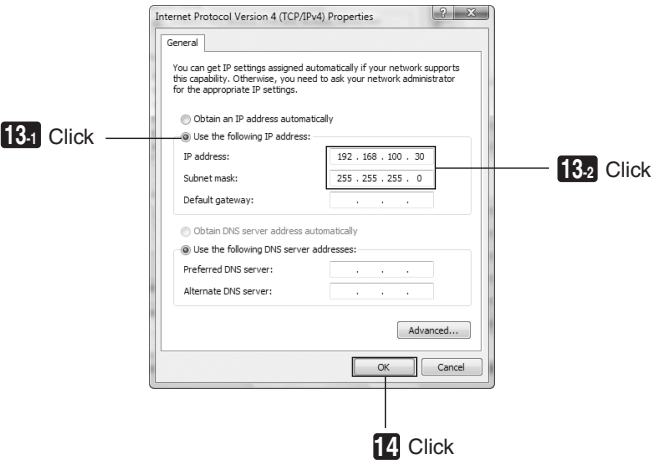 Internet Protocol Version 4 (TCP/IPv4) Properties
? X
General
You can get IP settings assigned automatically if your network supports
this capability. Otherwise, you need to ask your network administrator
for the appropriate IP settings.
Obtain an IP address automatically
13-1 Click
Use the following IP address:
IP address: 192 . 168 . 100 . 30
13-2 Click
Subnet mask: 255 . 255 . 255 . 0
Default gateway: . . .
Obtain DNS server address automatically
Use the following DNS server addresses:
Preferred DNS server: . . .
Alternate DNS server: . . .
Advanced...
OK Cancel
14 Click